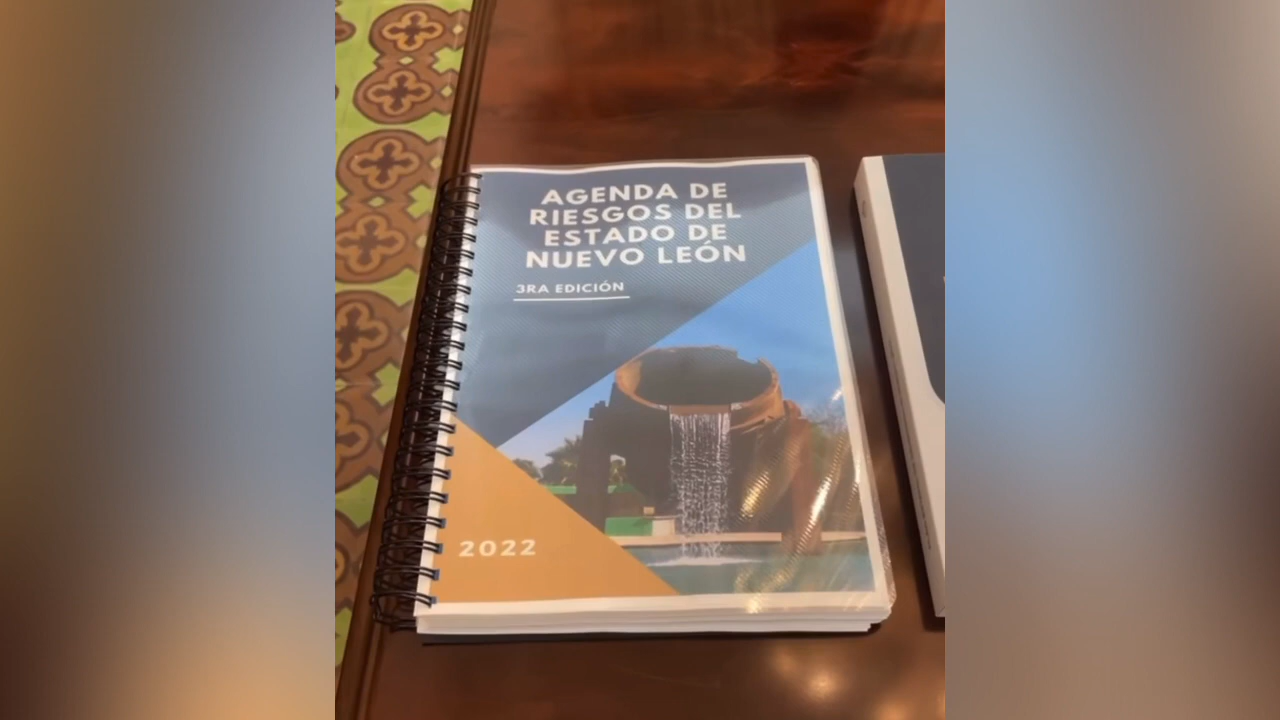 AGENDA DE
RIESGOS DEL
ESTADO DE
NUEVO LEÓN
3RA EDICIÓN
2022